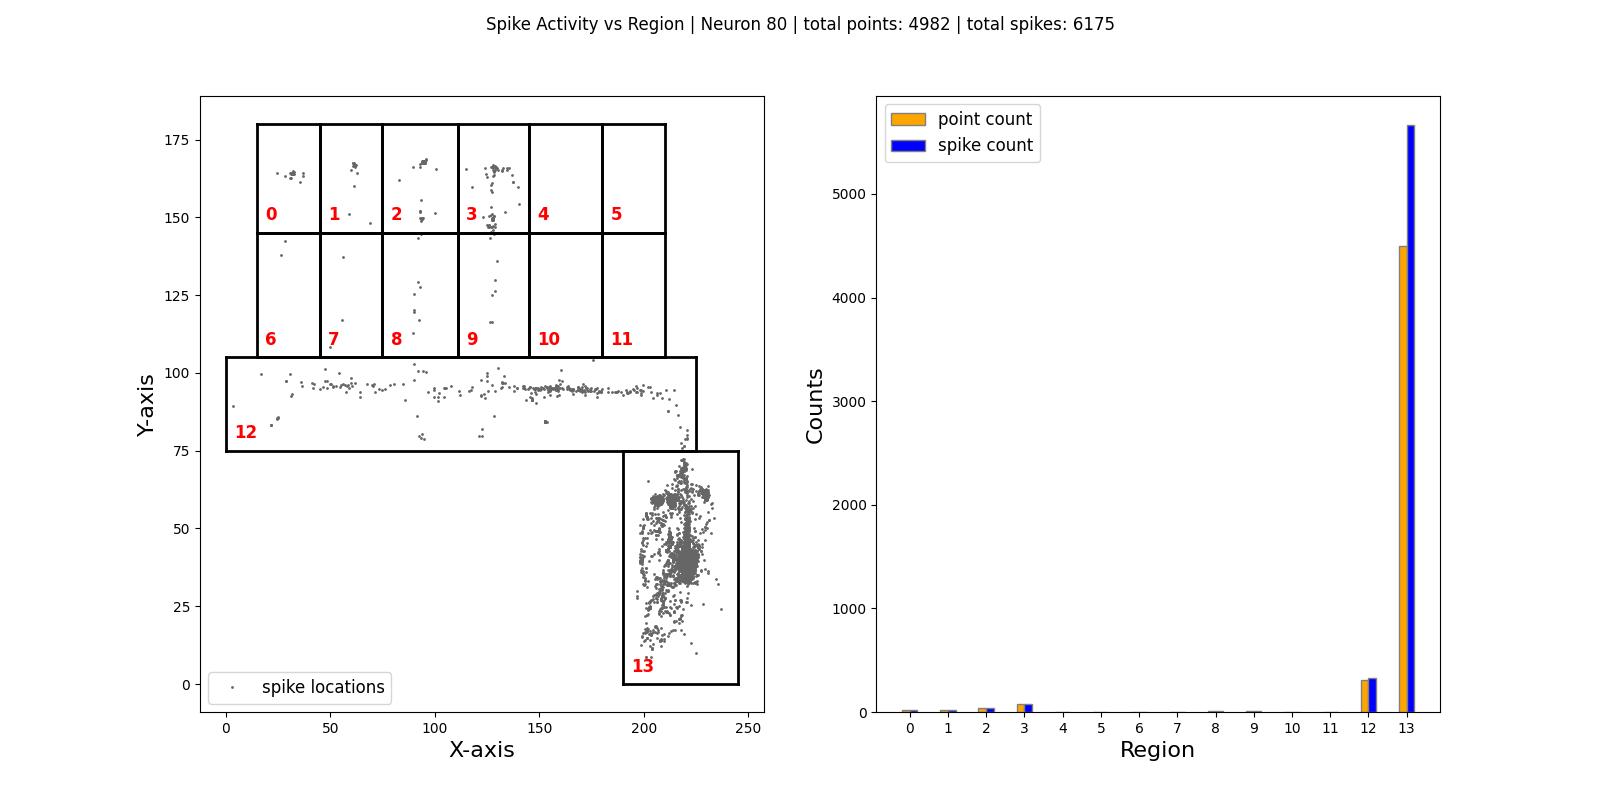 Spike Activity vs Region | Neuron 80 | total points: 4982 | total spikes: 6175
175
150
125
100
75
50
25
0
Y-axis
0 1 2 3 4 5
6 7 8 9 10 11
12
13
spike locations
0 50 100 150 200 250
X-axis
point count
spike count
5000
4000
3000
2000
1000
0
Counts
0 1 2 3 4 5 6 7 8 9 10 11 12 13
Region